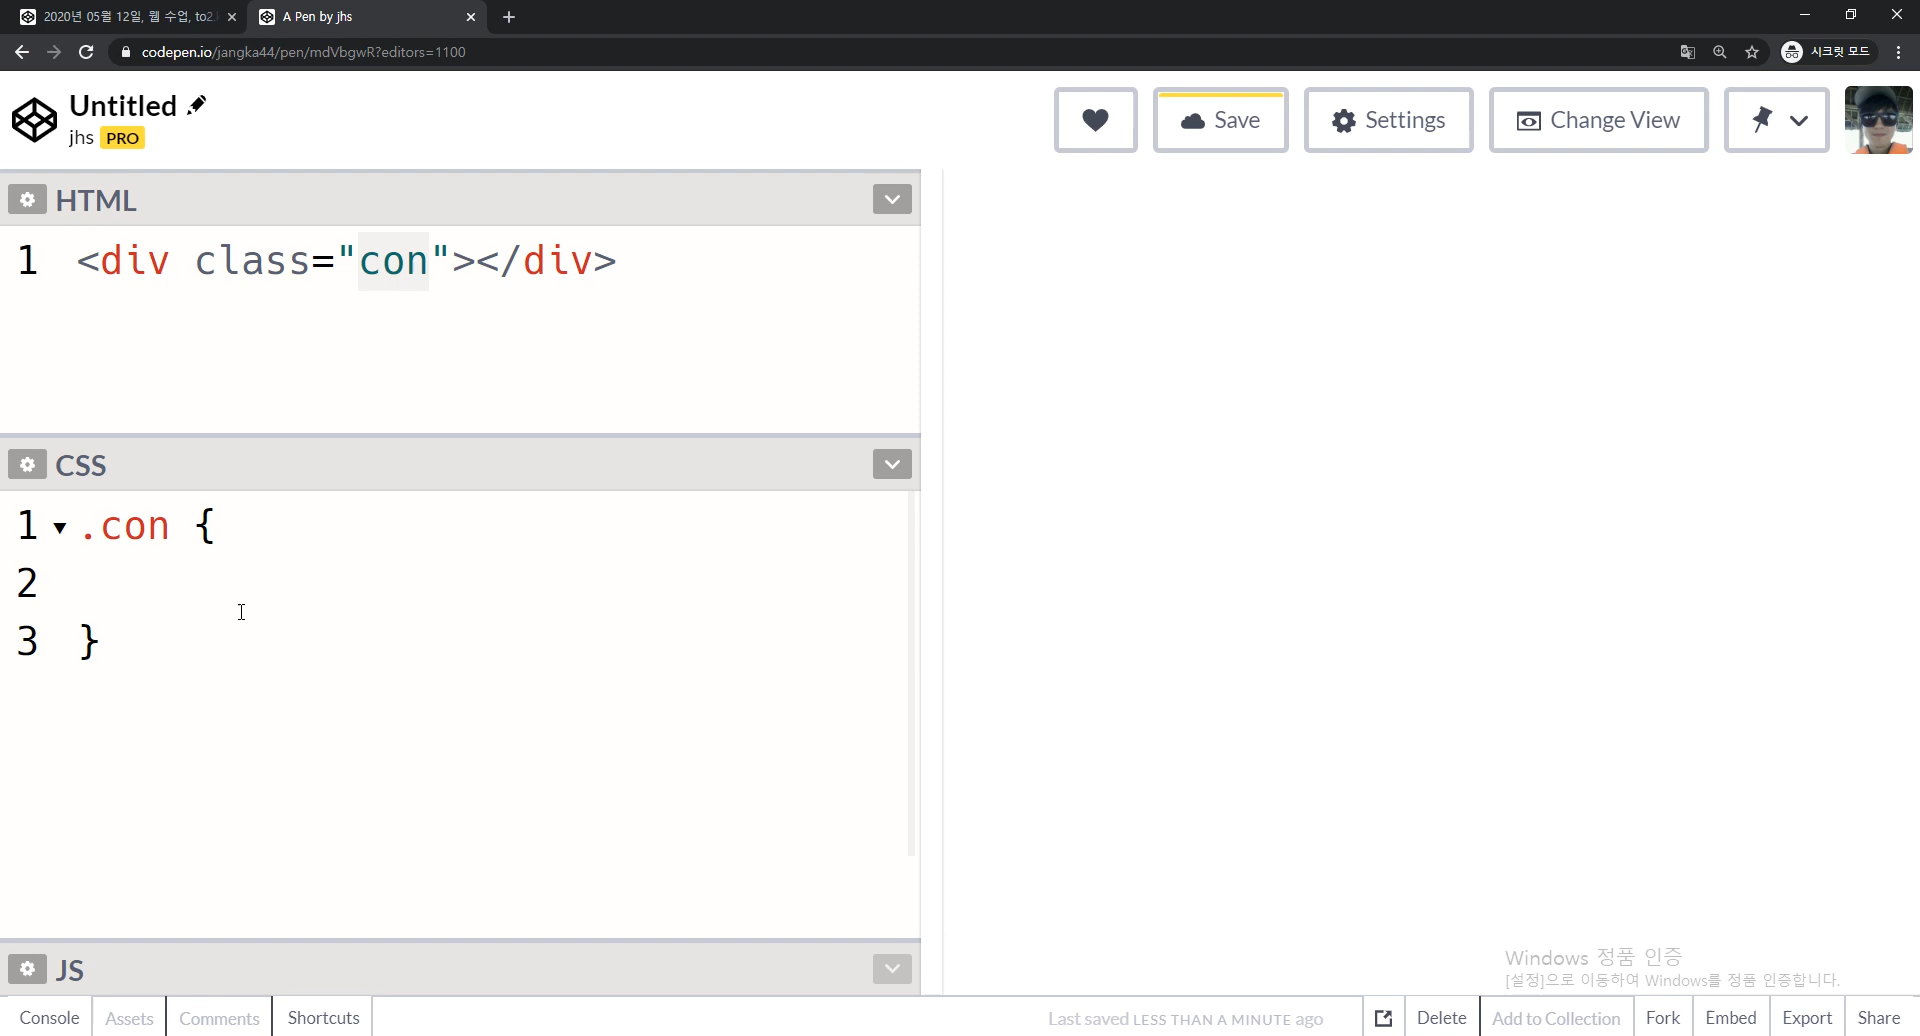 2020년 05월 12일, 웹 수업, to2.
A Pen by jhs
codepen.io/jangka44/pen/mdVbgwR?editors=1100
시크릿 모드
Untitled
jhs PRO
Save
Settings
Change View
HTML
1 <div class="con"></div>
CSS
1 .con {
2
3 }
JS
Windows 정품 인증
[설정]으로 이동하여 Windows를 정품 인증합니다.
Console
Assets
Comments
Shortcuts
Last saved LESS THAN A MINUTE ago
Delete
Add to Collection
Fork
Embed
Export
Share